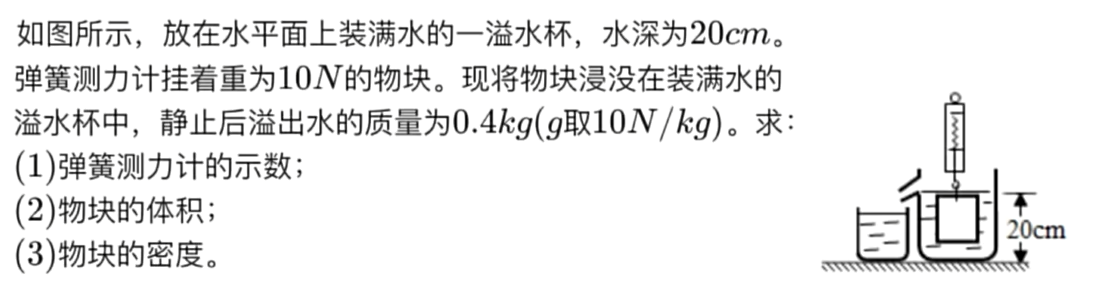 如图所示，放在水平面上装满水的一溢水杯，水深为20cm。
弹簧测力计挂着重为10N的物块。现将物块浸没在装满水的
溢水杯中，静止后溢出水的质量为0.4kg(g取10N/kg)。求：
(1)弹簧测力计的示数；
(2)物块的体积；
(3)物块的密度。
20cm